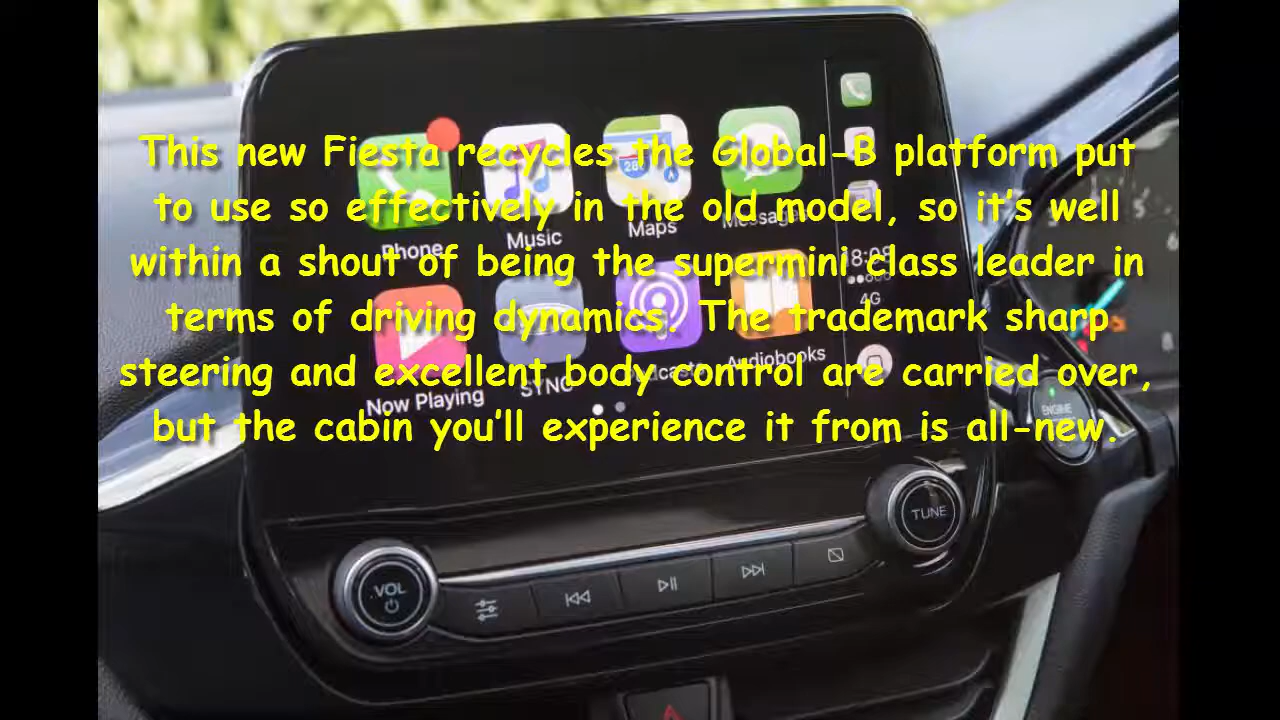 This new Fiesta recycles the Global-B platform put
to use so effectively in the old model, so it's well
within a shout of being the supermini class leader in
terms of driving dynamics. The trademark sharp
steering and excellent body control are carried over,
but the cabin you'll experience it from is all-new.
Phone
Music
Maps
Messages
18:08
4G
Now Playing
SYNC
Audiobooks
ENGINE
VOL
TUNE